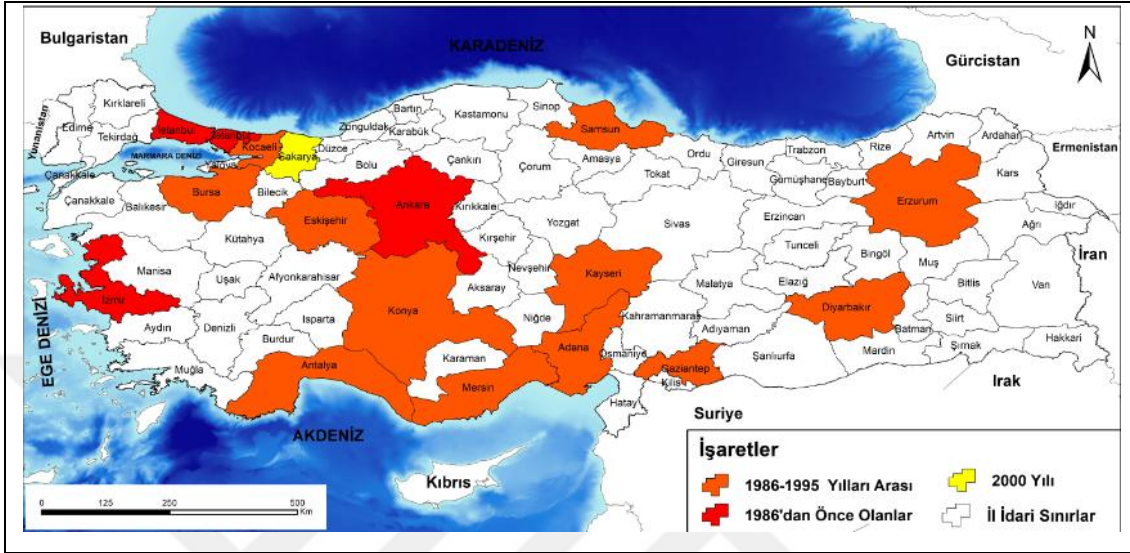 Bulgaristan
KARADENİZ
Gürcistan
N
Yunanistan
Kırklareli
Edirne
Tekirdağ
İstanbul
İstanbul
Kocaeli
Yalova
Sakarya
Düzce
Zonguldak
Bartın
Karabük
Kastamonu
Sinop
Samsun
Artvin
Ardahan
Ermenistan
MARMARA DENİZİ
Bolu
Çankırı
Çorum
Amasya
Ordu
Giresun
Trabzon
Rize
Kars
Çanakkale
Çanakkale
Balıkesir
Bursa
Bilecik
Eskişehir
Ankara
Kırıkkale
Tokat
Gümüşhane
Bayburt
Erzurum
Iğdır
Ağrı
Kütahya
Kırşehir
Yozgat
Sivas
Erzincan
Tunceli
Bingöl
Muş
İran
EGE DENİZİ
Manisa
İzmir
Uşak
Afyonkarahisar
Konya
Aksaray
Nevşehir
Kayseri
Malatya
Elazığ
Diyarbakır
Bitlis
Van
Aydın
Denizli
Isparta
Burdur
Niğde
Kahramanmaraş
Adıyaman
Batman
Siirt
Şırnak
Hakkari
Muğla
Antalya
Karaman
Mersin
Adana
Osmaniye
Gaziantep
Kilis
Şanlıurfa
Mardin
Hatay
Irak
Suriye
AKDENİZ
Kıbrıs
0 125 250 500
Km
İşaretler
1986-1995 Yılları Arası
2000 Yılı
1986'dan Önce Olanlar
İl İdari Sınırlar